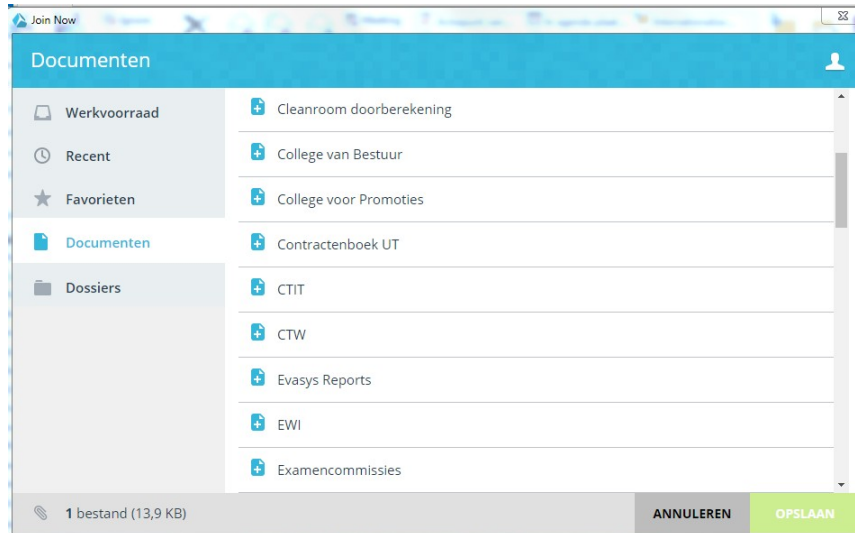 Join Now
Documenten
Werkvoorraad
Recent
Favorieten
Documenten
Dossiers
Cleanroom doorberekening
College van Bestuur
College voor Promoties
Contractenboek UT
CTIT
CTW
Evasys Reports
EWI
Examencommissies
1 bestand (13,9 KB)
ANNULEREN
OPSLAAN